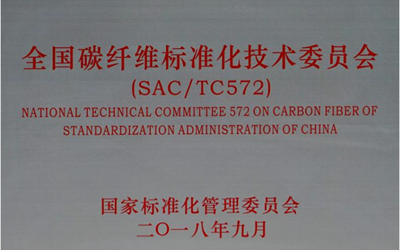 全国碳纤维标准化技术委员会
(SAC/TC572)
NATIONAL TECHNICAL COMMITTEE 572 ON CARBON FIBER OF
STANDARDIZATION ADMINISTRATION OF CHINA
国家标准化管理委员会
二〇一八年九月